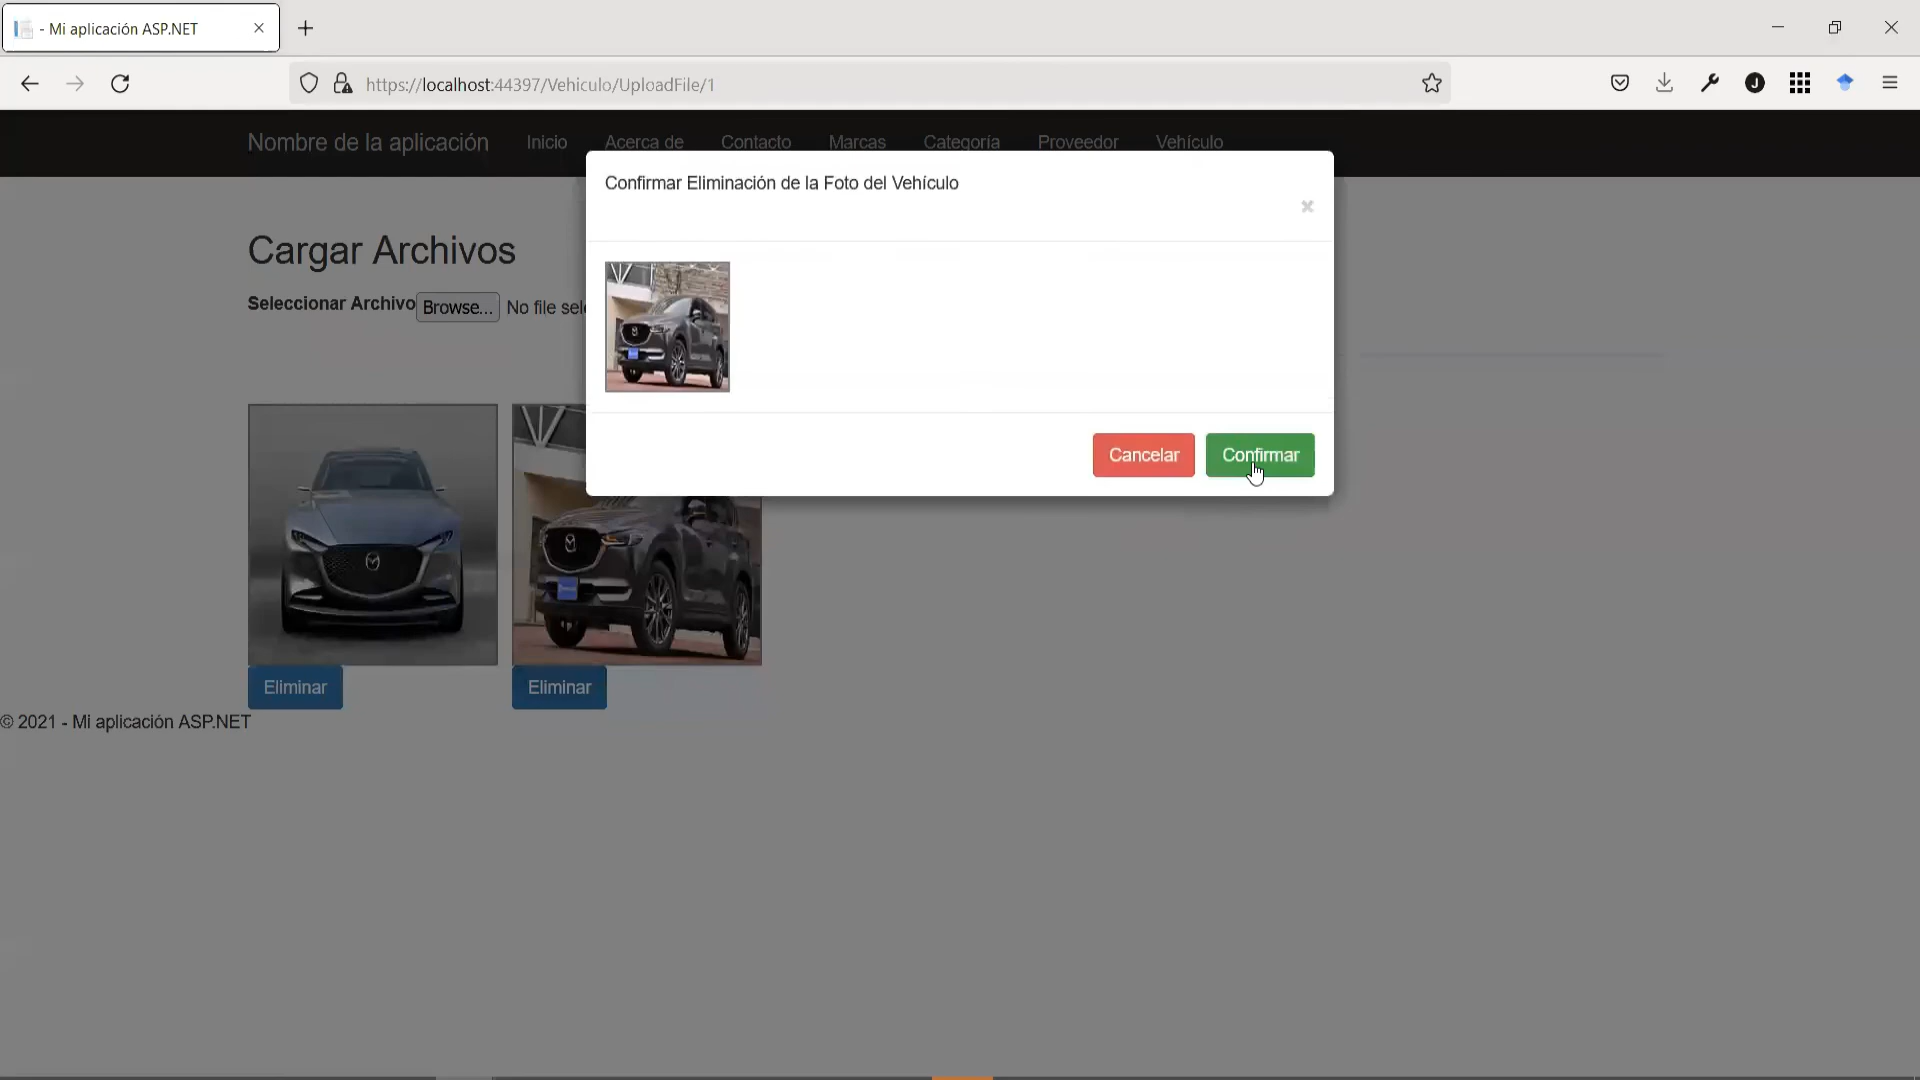 - Mi aplicación ASP.NET
https://localhost:44397/Vehiculo/UploadFile/1
J
Nombre de la aplicación Inicio Acerca de Contacto Marcas Categoría Proveedor Vehículo
Confirmar Eliminación de la Foto del Vehículo
Cargar Archivos
Seleccionar Archivo Browse... No file sele
Cancelar Confirmar
Eliminar Eliminar
© 2021 - Mi aplicación ASP.NET